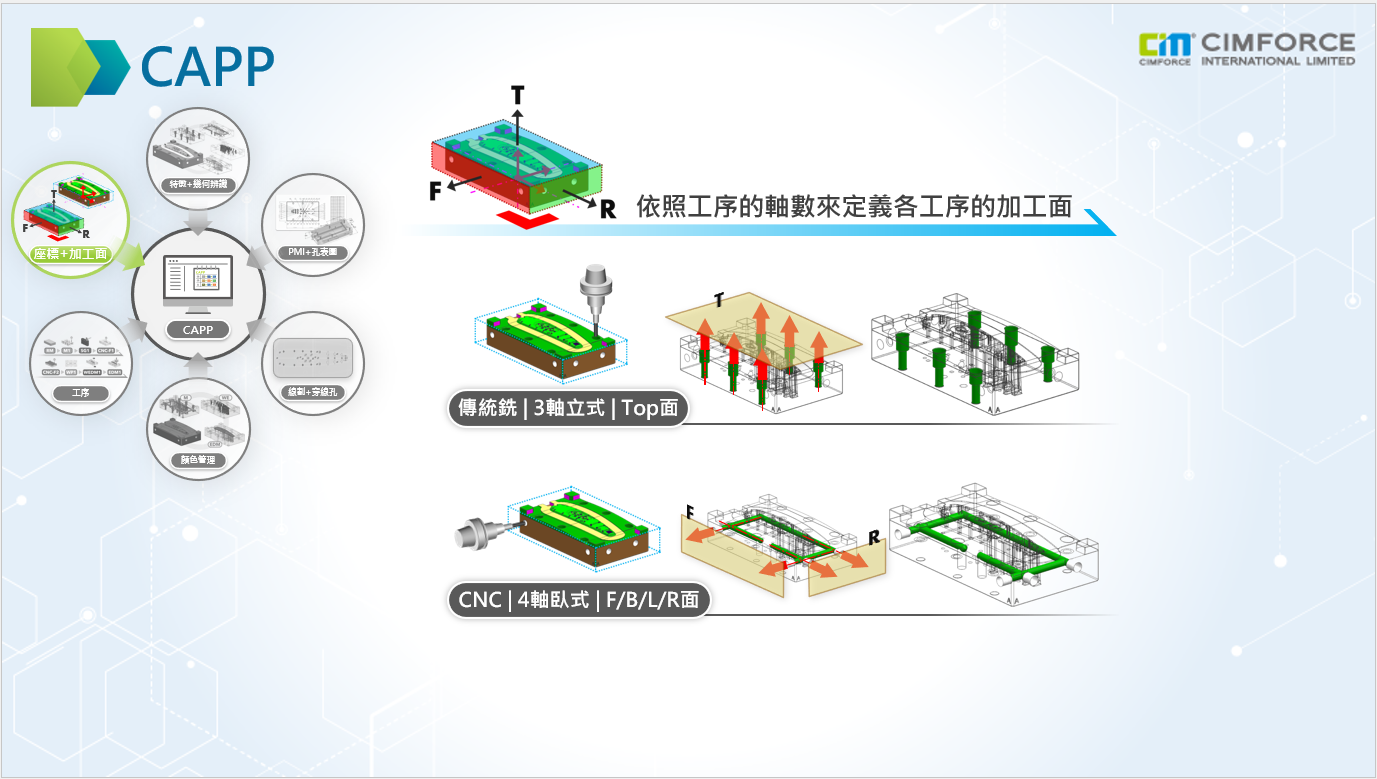 CAPP
CIM
CIMFORCE
CIMFORCE
INTERNATIONAL LIMITED
特徵+幾何辨識
T
F
R
座標+加工面
PMI+孔表圖
CAPP
工序
線割+穿線孔
顏色管理
T
F
R
依照工序的軸數來定義各工序的加工面
T
A A
A A
傳統銑 | 3軸立式 | Top面
F
R
A A
A A
CNC | 4軸臥式 | F/B/L/R面